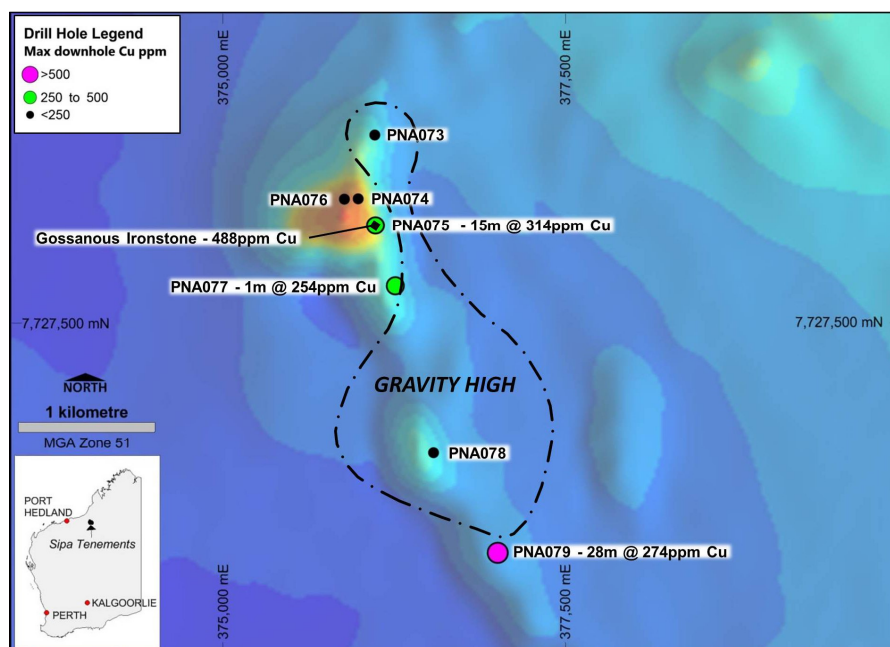 Drill Hole Legend
Max downhole Cu ppm
>500
250 to 500
<250
375,000 mE
377,500 mE
PNA073
PNA076
PNA074
PNA075 - 15m @ 314ppm Cu
Gossanous Ironstone - 488ppm Cu
PNA077 - 1m @ 254ppm Cu
7,727,500 mN
7,727,500 mN
GRAVITY HIGH
NORTH
1 kilometre
MGA Zone 51
PNA078
PORT
HEDLAND
Sipa Tenements
KALGOORLIE
PERTH
PNA079 - 28m @ 274ppm Cu
375,000 mE
377,500 mE